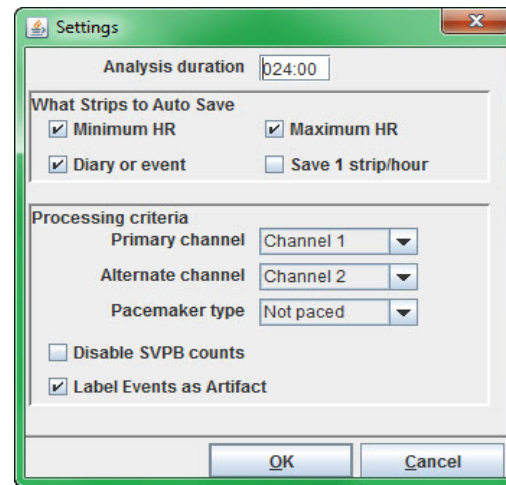 Settings
Analysis duration 024:00
What Strips to Auto Save
Minimum HR Maximum HR
Diary or event Save 1 strip/hour
Processing criteria
Primary channel Channel 1
Alternate channel Channel 2
Pacemaker type Not paced
Disable SVPB counts
Label Events as Artifact
OK Cancel